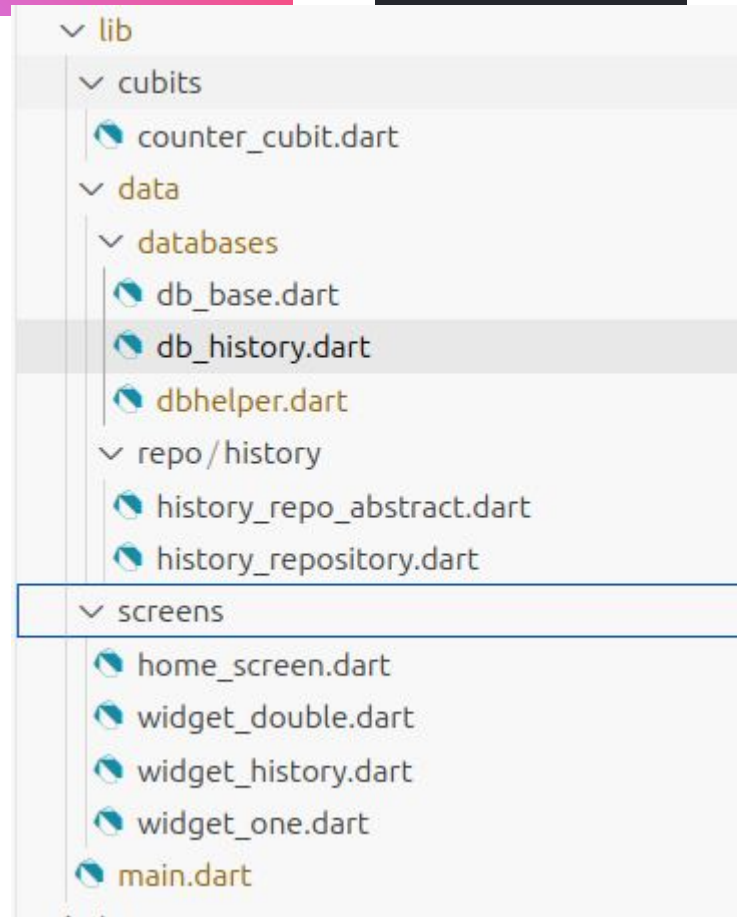 lib
cubits
counter_cubit.dart
data
databases
db_base.dart
db_history.dart
dbhelper.dart
repo/history
history_repo_abstract.dart
history_repository.dart
screens
home_screen.dart
widget_double.dart
widget_history.dart
widget_one.dart
main.dart